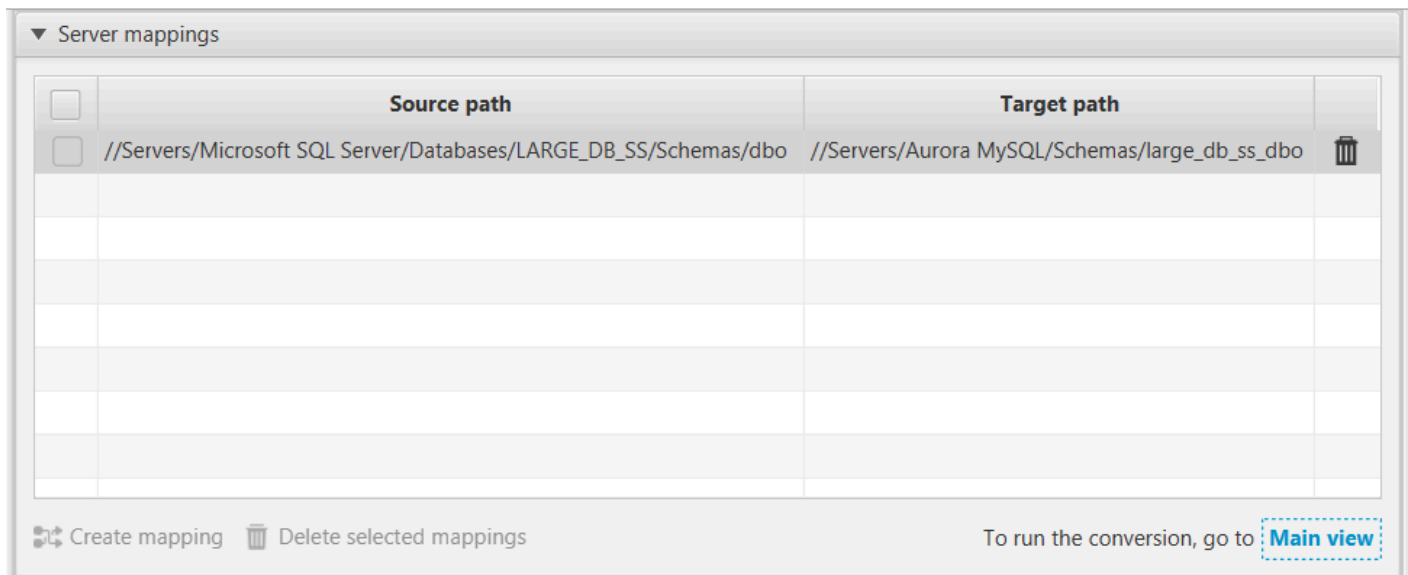 Server mappings
Source path Target path
//Servers/Microsoft SQL Server/Databases/LARGE_DB_SS/Schemas/dbo //Servers/Aurora MySQL/Schemas/large_db_ss_dbo
Create mapping Delete selected mappings To run the conversion, go to Main view